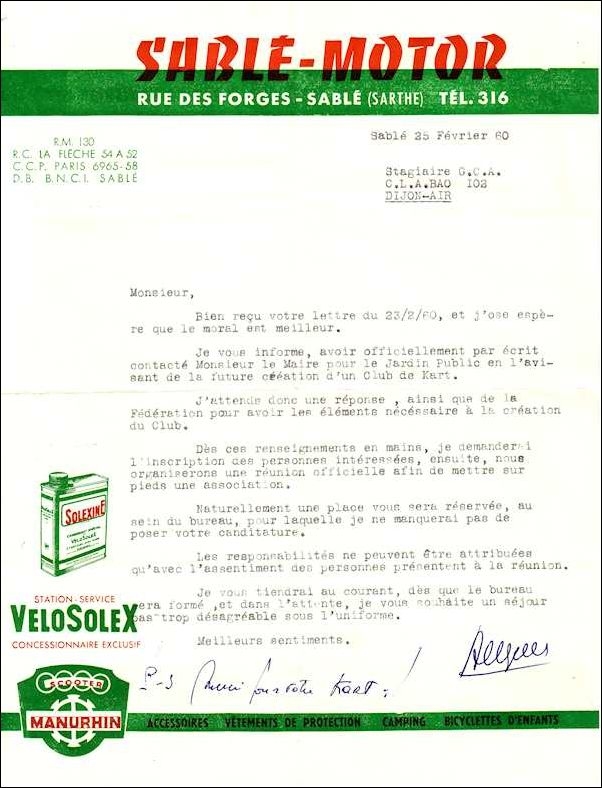 SABLÉ-MOTOR
RUE DES FORGES - SABLÉ (SARTHE) TÉL. 316
R.M. 130
R.C. LA FLÈCHE 54 A 52
C.C.P. PARIS 6965-58
D.B. B.N.C.I. SABLÉ
Sablé 25 Février 60
Stagiaire G.C.A.
C.L.A.BAO 102
DIJON-AIR
Monsieur,
Bien reçu votre lettre du 23/2/60, et j'ose espè-
re que le moral est meilleur.
Je vous informe, avoir officiellement par écrit
contacté Monsieur le Maire pour le Jardin Public en l'avi-
sant de la future création d'un Club de Kart.
J'attends donc une réponse , ainsi que de la
Fédération pour avoir les éléments nécessaire à la création
du Club.
Dès ces renseignements en mains, je demanderai
l'inscription des personnes intéressées, ensuite, nous
organiserons une réunion officielle afin de mettre sur
pieds une association.
Naturellement une place vous sera réservée, au
sein du bureau, pour laquelle je ne manquerai pas de
poser votre canditature.
Les responsabilités ne peuvent être attribuées
qu'avec l'assentiment des personnes présentent à la réunion.
Je vous tiendrai au courant, dès que le bureau
sera formé ,et dans l'attente, je vous souhaite un séjour
pas trop désagréable sous l'uniforme.
Meilleurs sentiments.
P-S Merci pour votre Kart !
SOLEXINE
VELOSOLEX
STATION-SERVICE
VELOSOLEX
CONCESSIONNAIRE EXCLUSIF
SCOOTER
MANURHIN
ACCESSOIRES VÊTEMENTS DE PROTECTION CAMPING BICYCLETTES D'ENFANTS